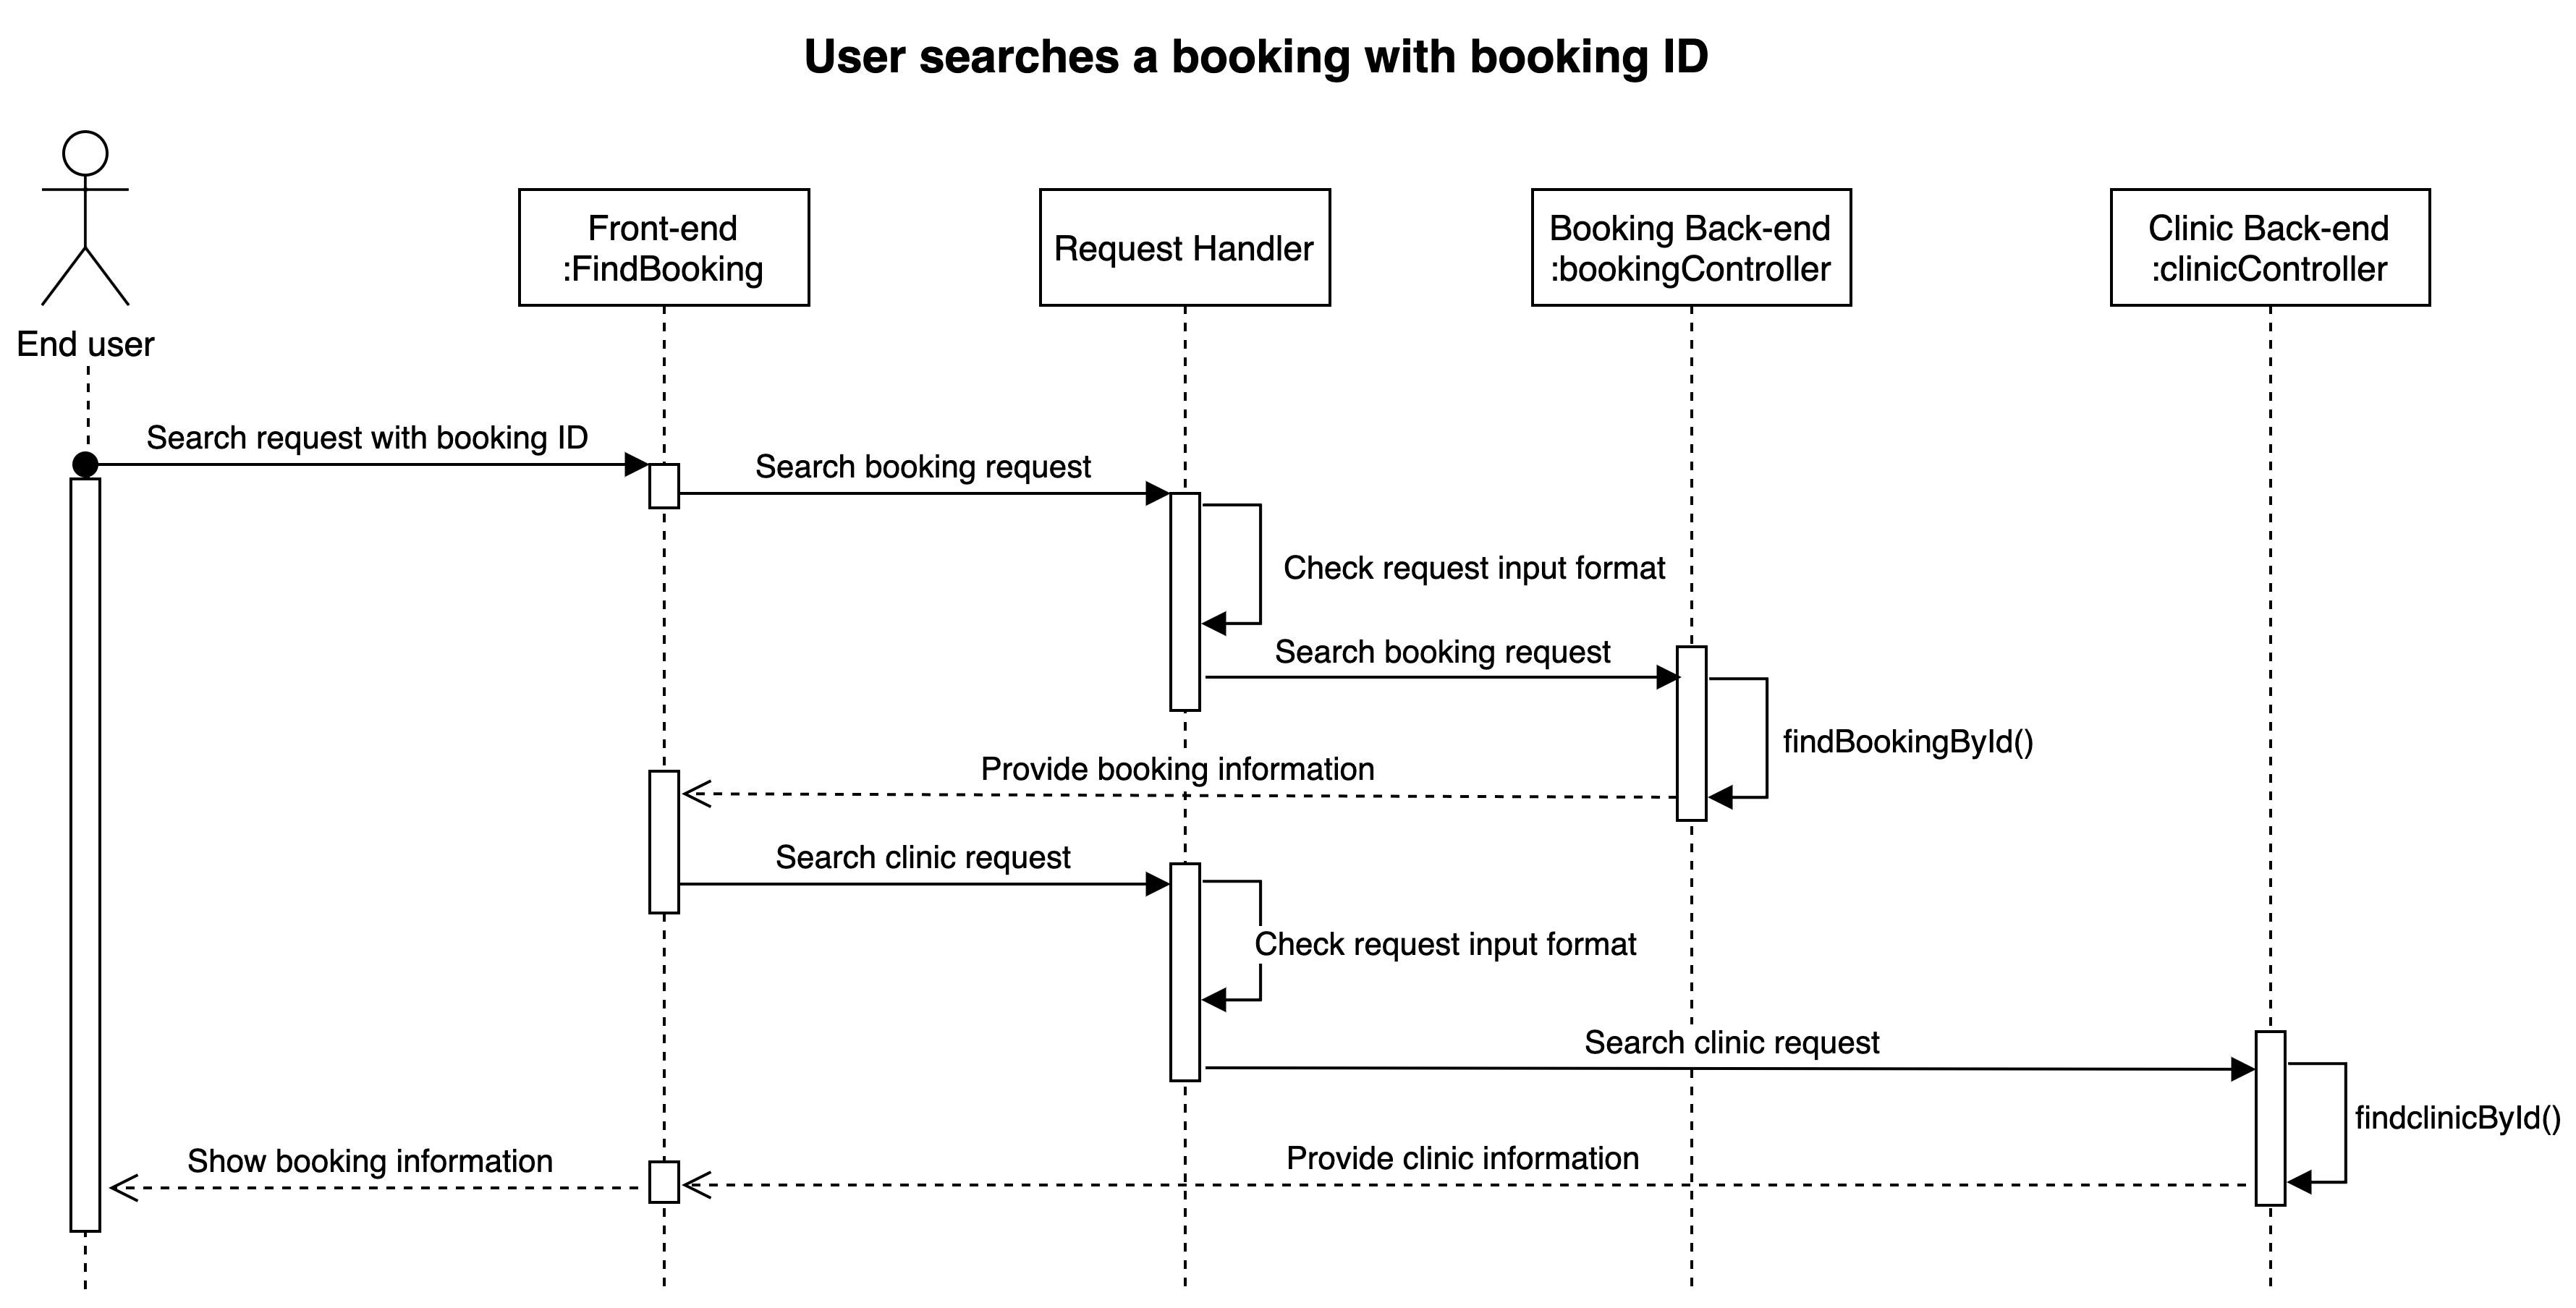 User searches a booking with booking ID
End user
Front-end
:FindBooking
Request Handler
Booking Back-end
:bookingController
Clinic Back-end
:clinicController
Search request with booking ID
Search booking request
Check request input format
Search booking request
findBookingById()
Provide booking information
Search clinic request
Check request input format
Search clinic request
findclinicById()
Provide clinic information
Show booking information